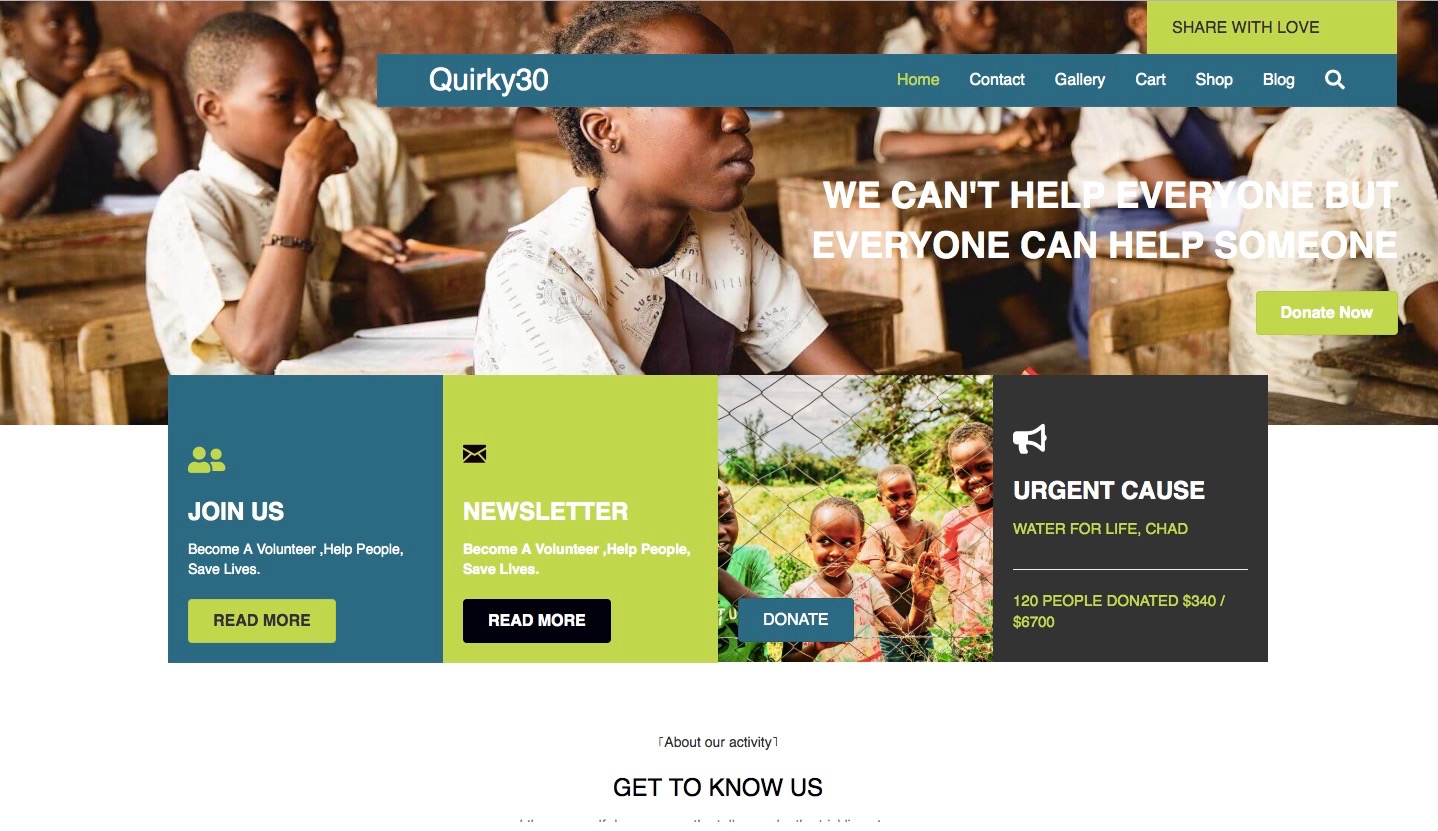 SHARE WITH LOVE
Quirky30
Home Contact Gallery Cart Shop Blog
WE CAN'T HELP EVERYONE BUT
EVERYONE CAN HELP SOMEONE
Donate Now
JOIN US
Become A Volunteer ,Help People,
Save Lives.
READ MORE
NEWSLETTER
Become A Volunteer ,Help People,
Save Lives.
READ MORE
DONATE
URGENT CAUSE
WATER FOR LIFE, CHAD
120 PEOPLE DONATED $340 /
$6700
「About our activity」
GET TO KNOW US